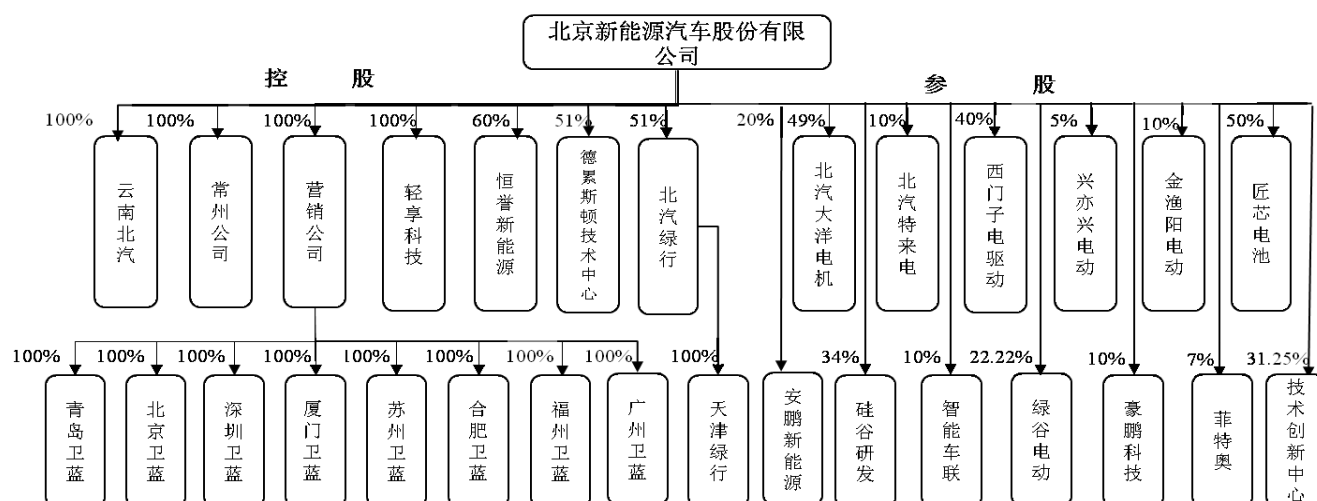 北京新能源汽车股份有限
公司
控 股
参 股
100% 100% 100% 100% 60% 51% 51% 20% 49% 10% 40% 5% 10% 50%
云南北汽
常州公司
营销公司
轻享科技
恒誉新能源
德累斯顿技术中心
北汽绿行
北汽大洋电机
北汽特来电
西门子电驱动
兴亦兴电动
金渔阳电动
匠芯电池
100% 100% 100% 100% 100% 100% 100% 100% 100% 34% 10% 22.22% 10% 7% 31.25%
青岛卫蓝
北京卫蓝
深圳卫蓝
厦门卫蓝
苏州卫蓝
合肥卫蓝
福州卫蓝
广州卫蓝
天津绿行
安鹏新能源
硅谷研发
智能车联
绿谷电动
豪鹏科技
菲特奥
技术创新中心